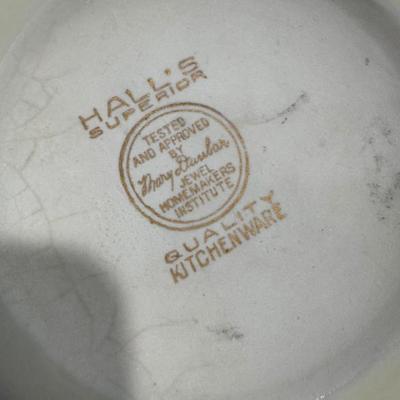 HALL'S
SUPERIOR
TESTED
AND APPROVED
BY
Mary Dunbar
JEWEL
HOMEMAKERS
INSTITUTE
QUALITY
KITCHENWARE